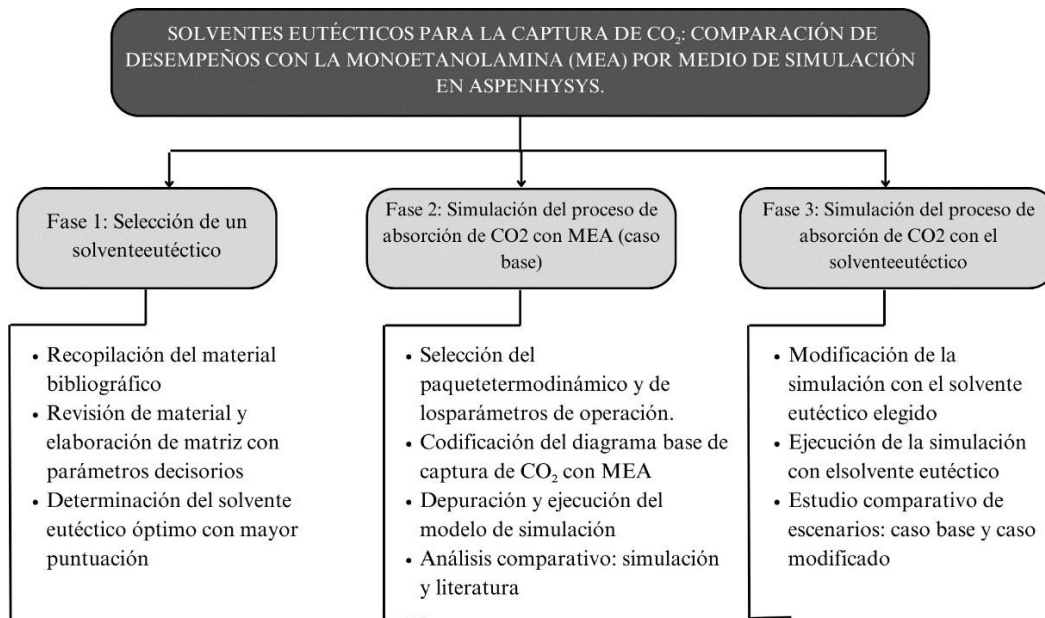 SOLVENTES EUTÉCTICOS PARA LA CAPTURA DE CO₂: COMPARACIÓN DE
DESEMPEÑOS CON LA MONOETANOLAMINA (MEA) POR MEDIO DE SIMULACIÓN
EN ASPENHYSYS.
Fase 1: Selección de un
solventeeutéctico
• Recopilación del material
bibliográfico
• Revisión de material y
elaboración de matriz con
parámetros decisorios
• Determinación del solvente
eutéctico óptimo con mayor
puntuación
Fase 2: Simulación del proceso de
absorción de CO2 con MEA (caso
base)
• Selección del
paquetetermodinámico y de
losparámetros de operación.
• Codificación del diagrama base de
captura de CO₂ con MEA
• Depuración y ejecución del
modelo de simulación
• Análisis comparativo: simulación
y literatura
Fase 3: Simulación del proceso de
absorción de CO2 con el
solventeeutéctico
• Modificación de la
simulación con el solvente
eutéctico elegido
• Ejecución de la simulación
con elsolvente eutéctico
• Estudio comparativo de
escenarios: caso base y caso
modificado